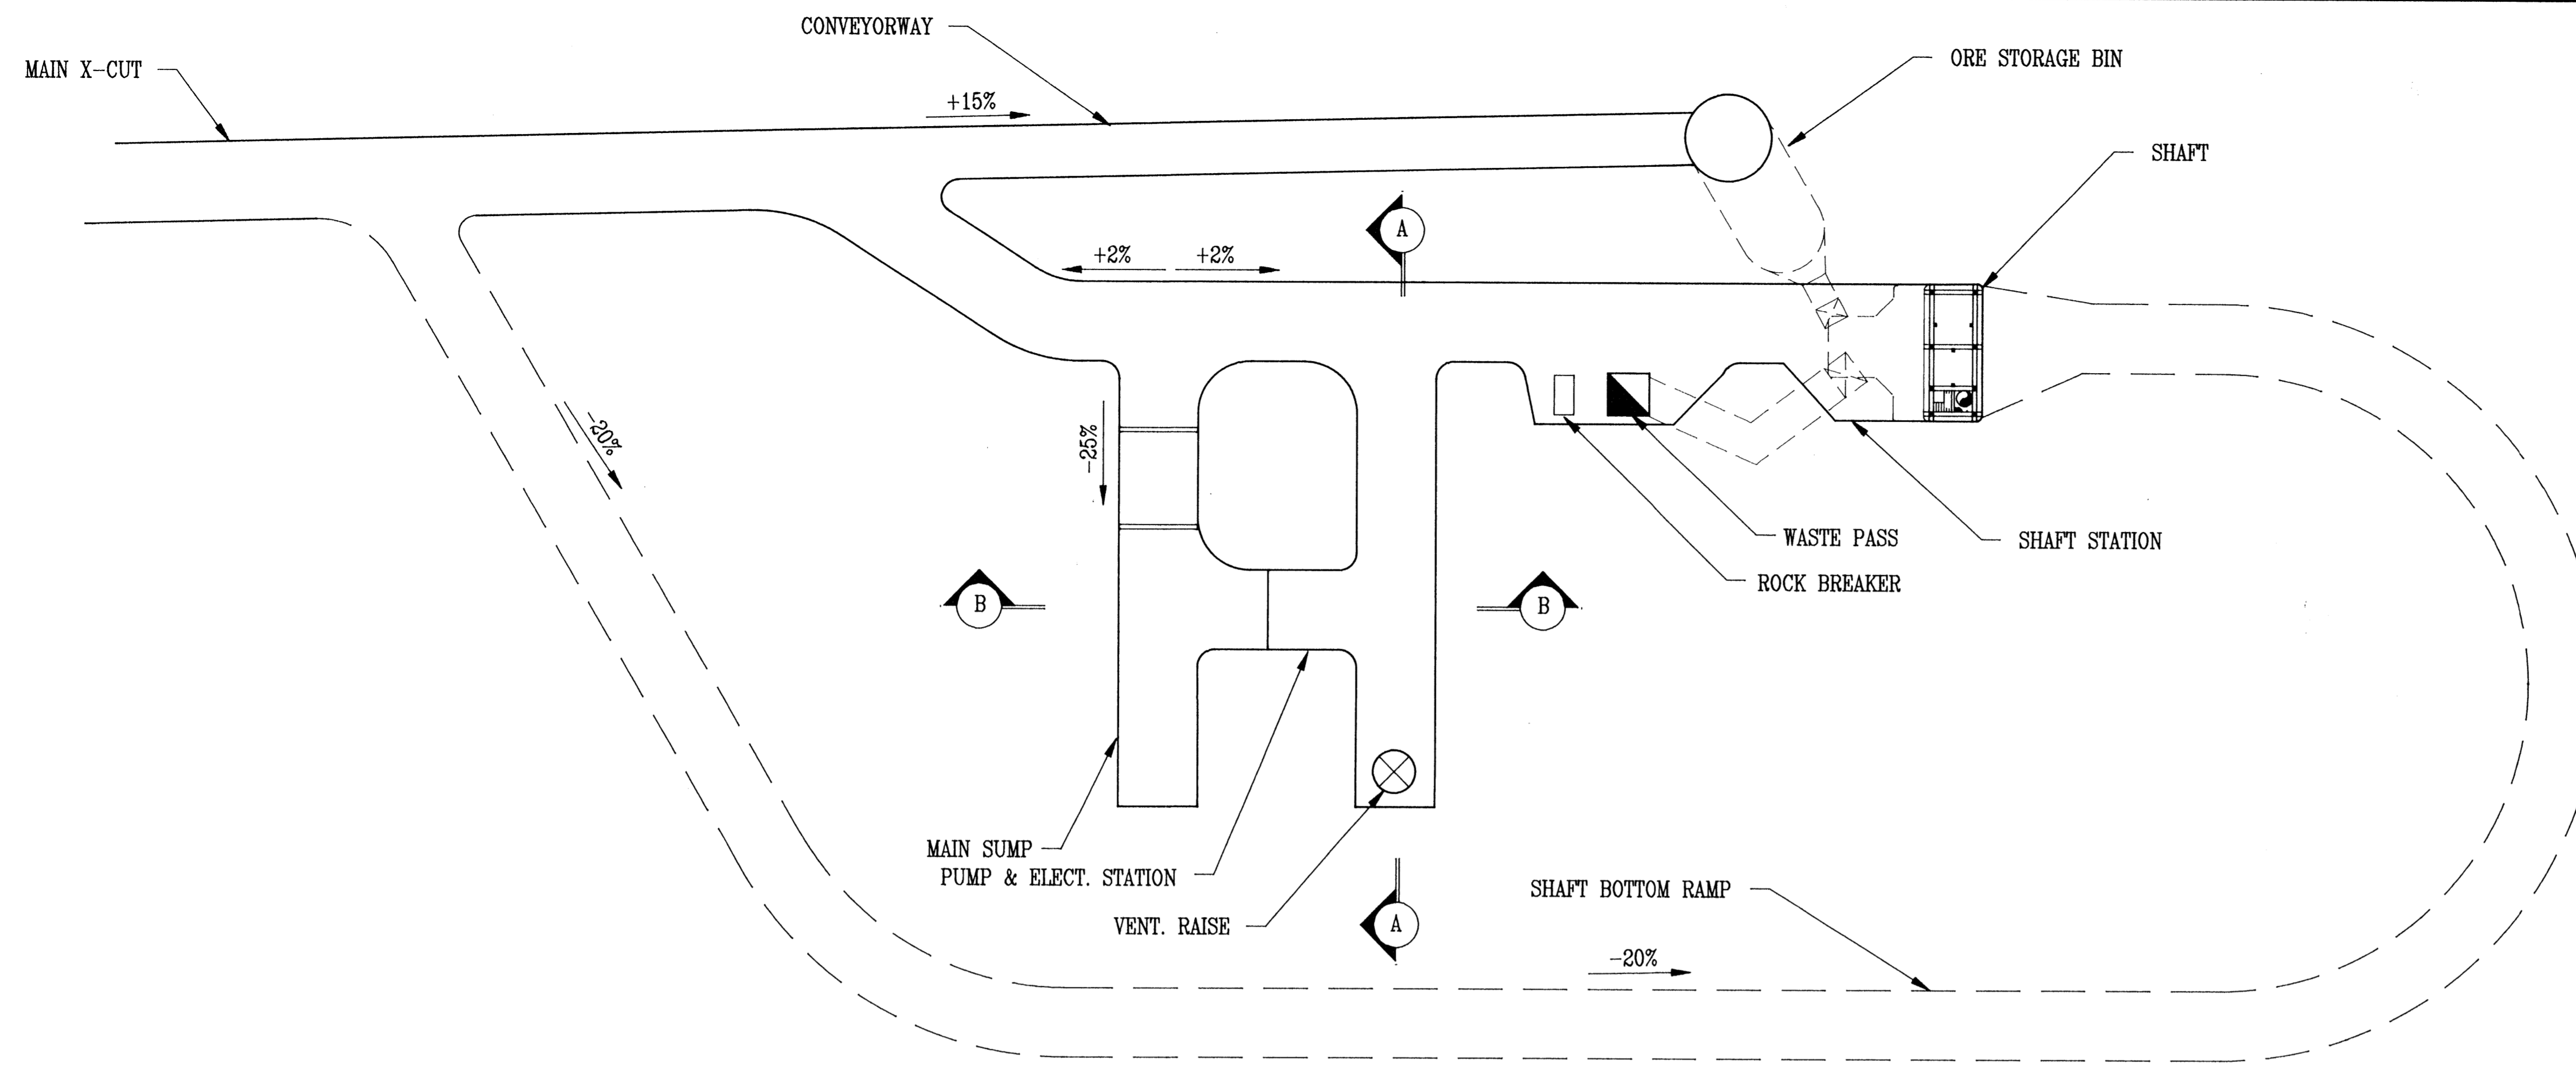 CONVEYORWAY
ORE STORAGE BIN
MAIN X-CUT
+15%
SHAFT
A
+2%
+2%
-20%
-25%
WASTE PASS
SHAFT STATION
ROCK BREAKER
B
B
MAIN SUMP
PUMP & ELECT. STATION
SHAFT BOTTOM RAMP
VENT. RAISE
A
-20%